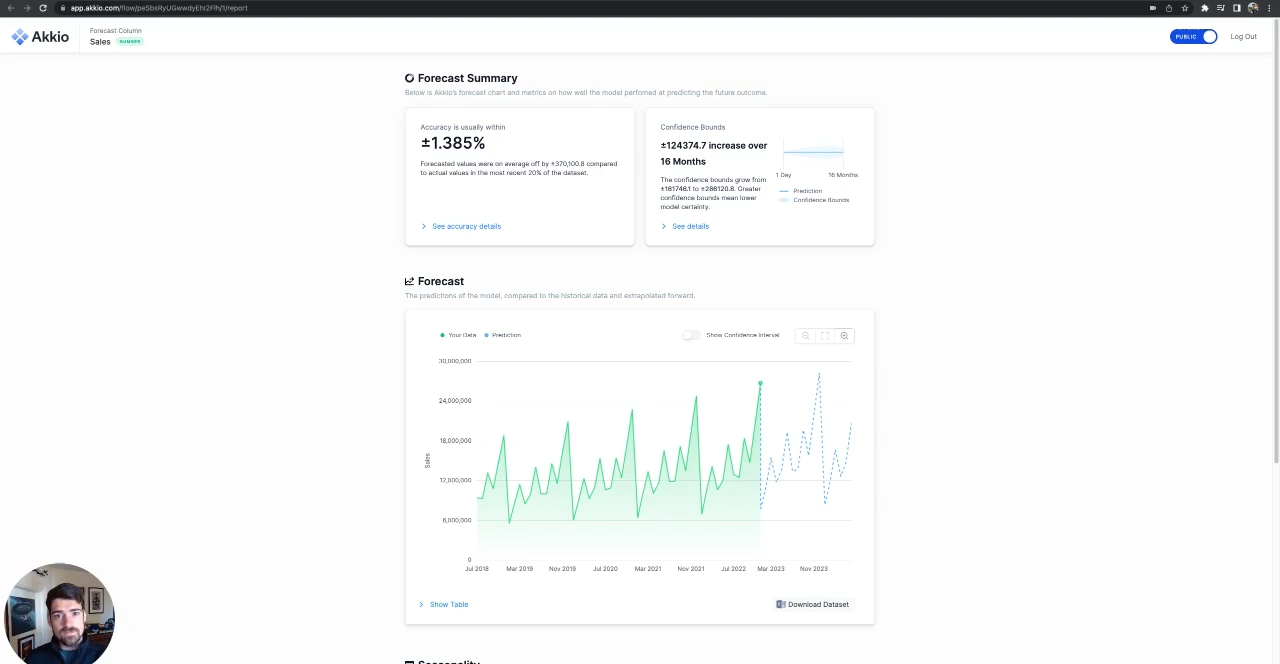 app.akkio.com/flow/peSbsRyUGwwdyEhI2Flh/1/report
Akkio
Forecast Column
Sales NUMBER
PUBLIC
Log Out
Forecast Summary
Below is Akkio's forecast chart and metrics on how well the model perfomed at predicting the future outcome.
Accuracy is usually within
±1.385%
Forecasted values were on average off by ±370,100.8 compared
to actual values in the most recent 20% of the dataset.
See accuracy details
Confidence Bounds
±124374.7 increase over
16 Months
The confidence bounds grow from
±161746.1 to ±286120.8. Greater
confidence bounds mean lower
model certainty.
See details
1 Day 16 Months
Prediction
Confidence Bounds
Forecast
The predictions of the model, compared to the historical data and extrapolated forward.
Your Data Prediction
Show Confidence Interval
30,000,000
24,000,000
18,000,000
12,000,000
6,000,000
0
Sales
Jul 2018 Mar 2019 Nov 2019 Jul 2020 Mar 2021 Nov 2021 Jul 2022 Mar 2023 Nov 2023
Show Table
Download Dataset
Seasonality